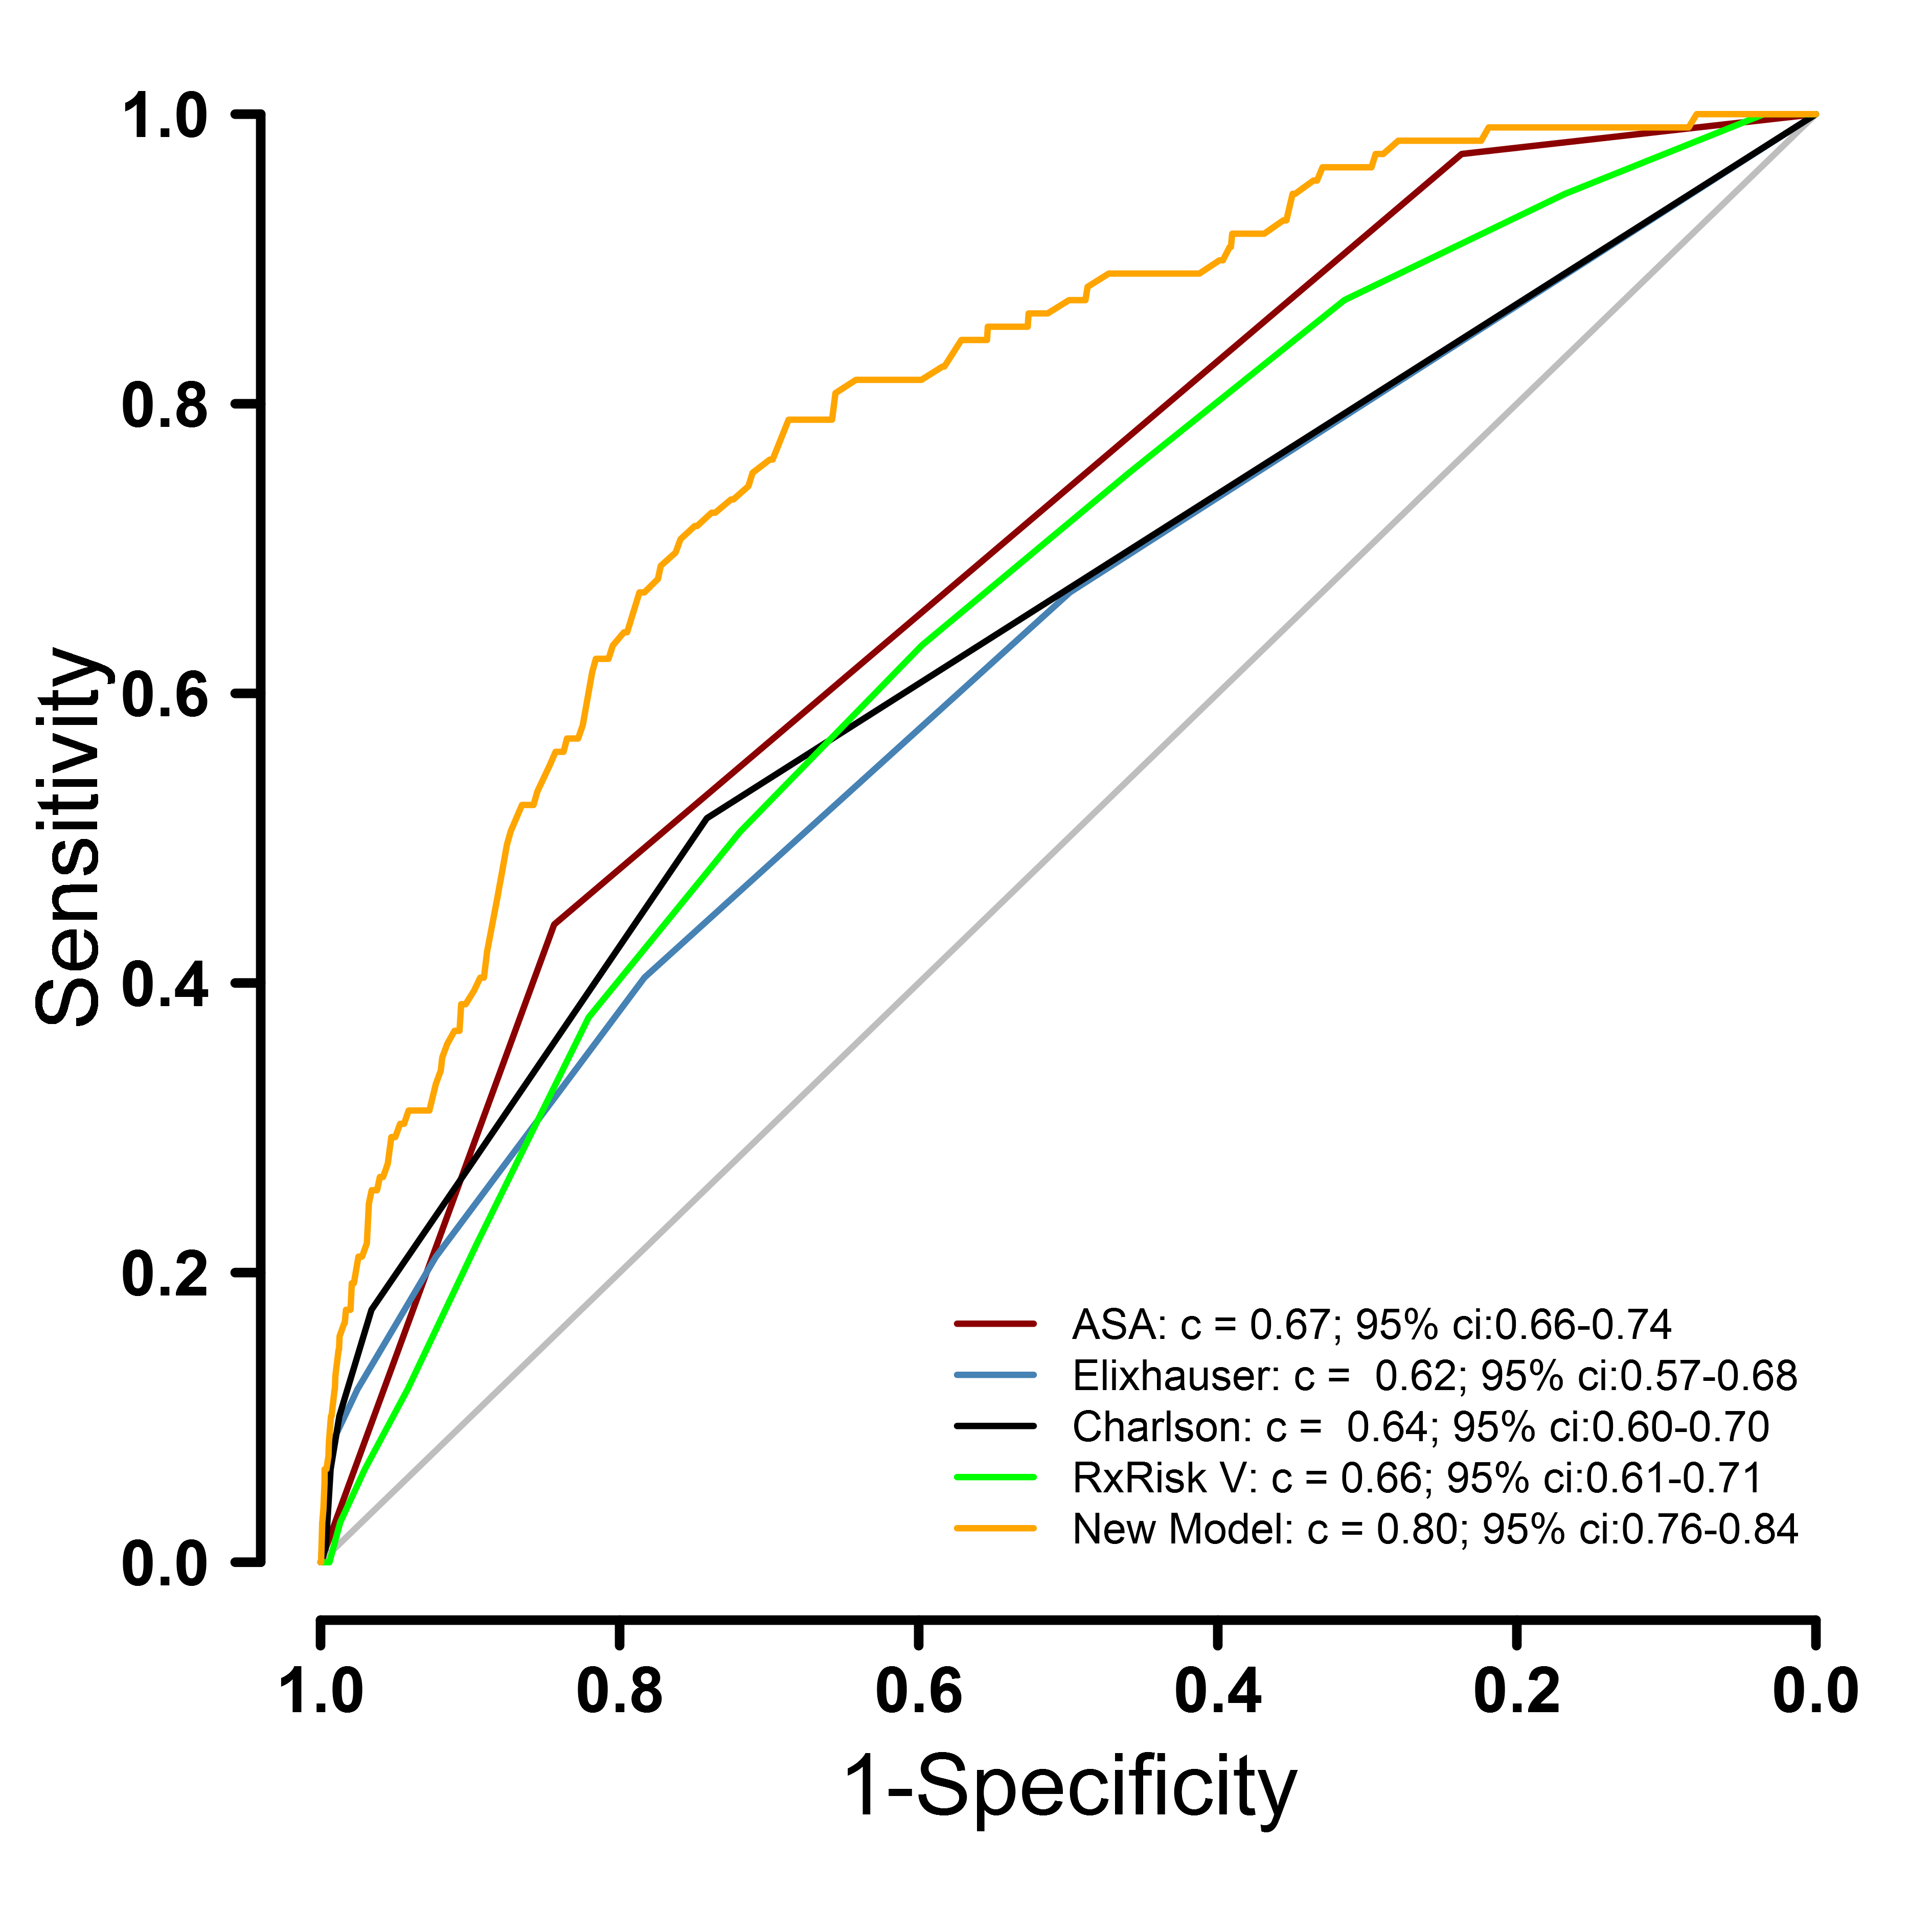 1.0
0.8
0.6
0.4
0.2
0.0
Sensitivity
ASA: c = 0.67; 95% ci:0.66-0.74
Elixhauser: c =  0.62; 95% ci:0.57-0.68
Charlson: c =  0.64; 95% ci:0.60-0.70
RxRisk V: c = 0.66; 95% ci:0.61-0.71
New Model: c = 0.80; 95% ci:0.76-0.84
1.0 0.8 0.6 0.4 0.2 0.0
1-Specificity